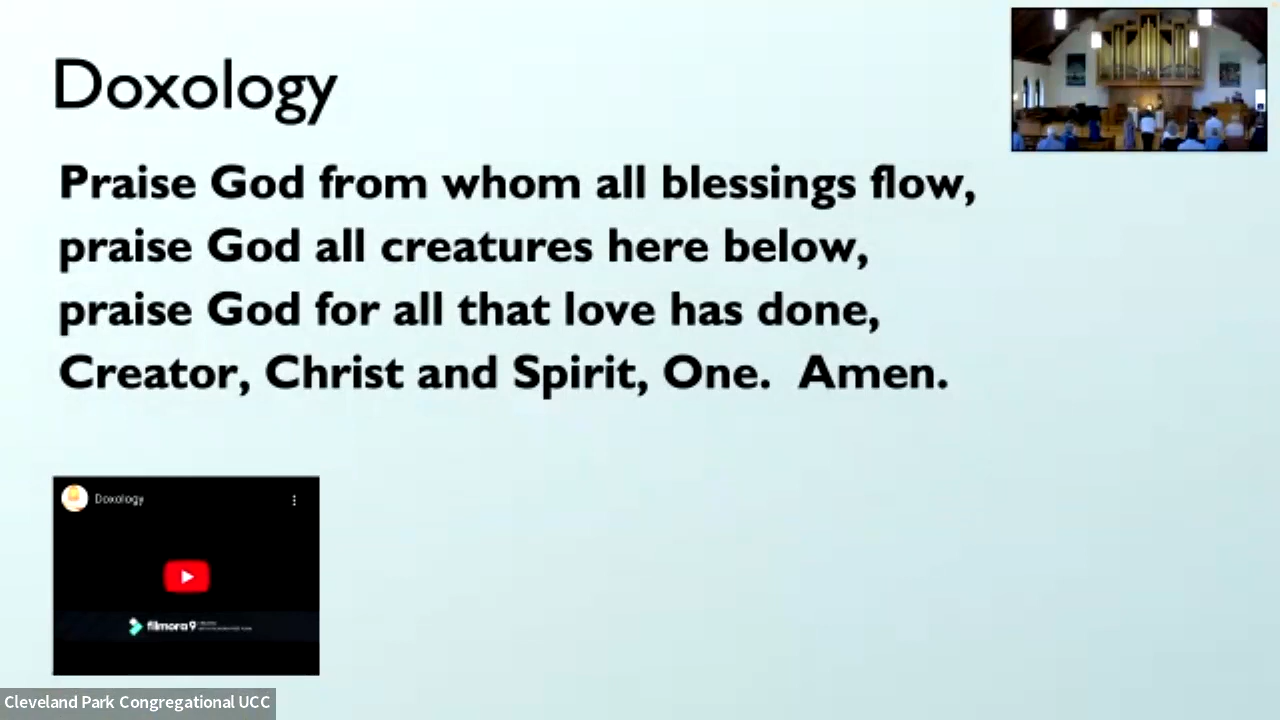 Doxology
Praise God from whom all blessings flow,
praise God all creatures here below,
praise God for all that love has done,
Creator, Christ and Spirit, One.  Amen.
Doxology
filmora9
Cleveland Park Congregational UCC